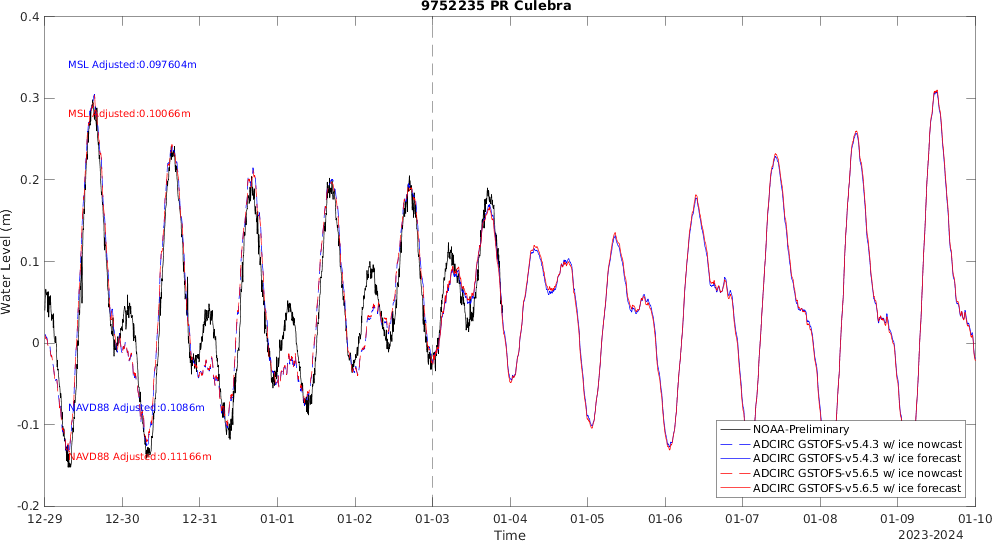 9752235 PR Culebra
0.4
0.3
0.2
0.1
0
-0.1
-0.2
Water Level (m)
MSL Adjusted:0.097604m
MSL Adjusted:0.10066m
NAVD88 Adjusted:0.1086m
NAVD88 Adjusted:0.11166m
NOAA-Preliminary
ADCIRC GSTOFS-v5.4.3 w/ ice nowcast
ADCIRC GSTOFS-v5.4.3 w/ ice forecast
ADCIRC GSTOFS-v5.6.5 w/ ice nowcast
ADCIRC GSTOFS-v5.6.5 w/ ice forecast
12-29 12-30 12-31 01-01 01-02 01-03 01-04 01-05 01-06 01-07 01-08 01-09 01-10
Time
2023-2024